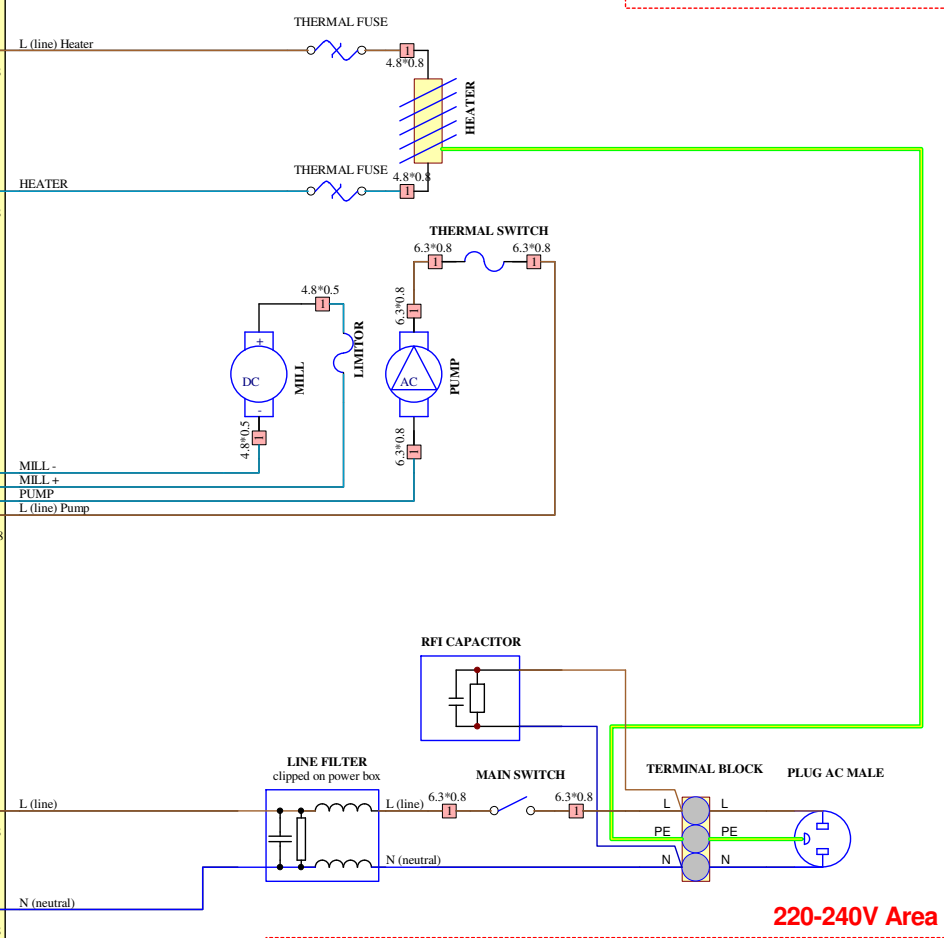 THERMAL FUSE
L (line) Heater
1
4.8*0.8
HEATER
THERMAL FUSE
4.8*0.8
HEATER
1
THERMAL SWITCH
6.3*0.8
6.3*0.8
1
1
4.8*0.5
1
6.3*0.8
1
LIMITOR
+
DC
-
MILL
AC
PUMP
4.8*0.5
1
6.3*0.8
1
MILL -
MILL +
PUMP
L (line) Pump
RFI CAPACITOR
LINE FILTER
clipped on power box
MAIN SWITCH
TERMINAL BLOCK
PLUG AC MALE
L (line)
L (line)
6.3*0.8
1
6.3*0.8
1
L
L
PE
PE
N (neutral)
N
N
N (neutral)
220-240V Area